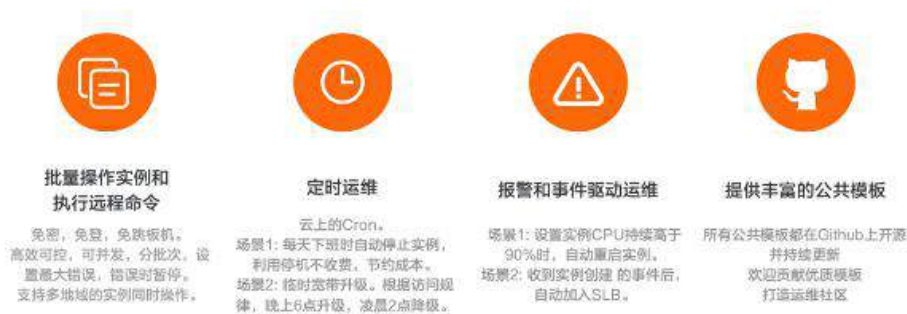 批量操作实例和
执行远程命令
免密，免登，免跳板机。
高效可控，可并发，分批次，设
置最大错误，错误时暂停。
支持多地域的实例同时操作。
定时运维
云上的Cron。
场景1: 每天下班时自动停止实例，
利用停机不收费，节约成本。
场景2: 临时宽带升级。根据访问规
律，晚上6点升级，凌晨2点降级。
报警和事件驱动运维
场景1: 设置实例CPU持续高于
90%时，自动重启实例。
场景2: 收到实例创建 的事件后，
自动加入SLB。
提供丰富的公共模板
所有公共模板都在Github上开源
并持续更新
欢迎贡献优质模板
打造运维社区